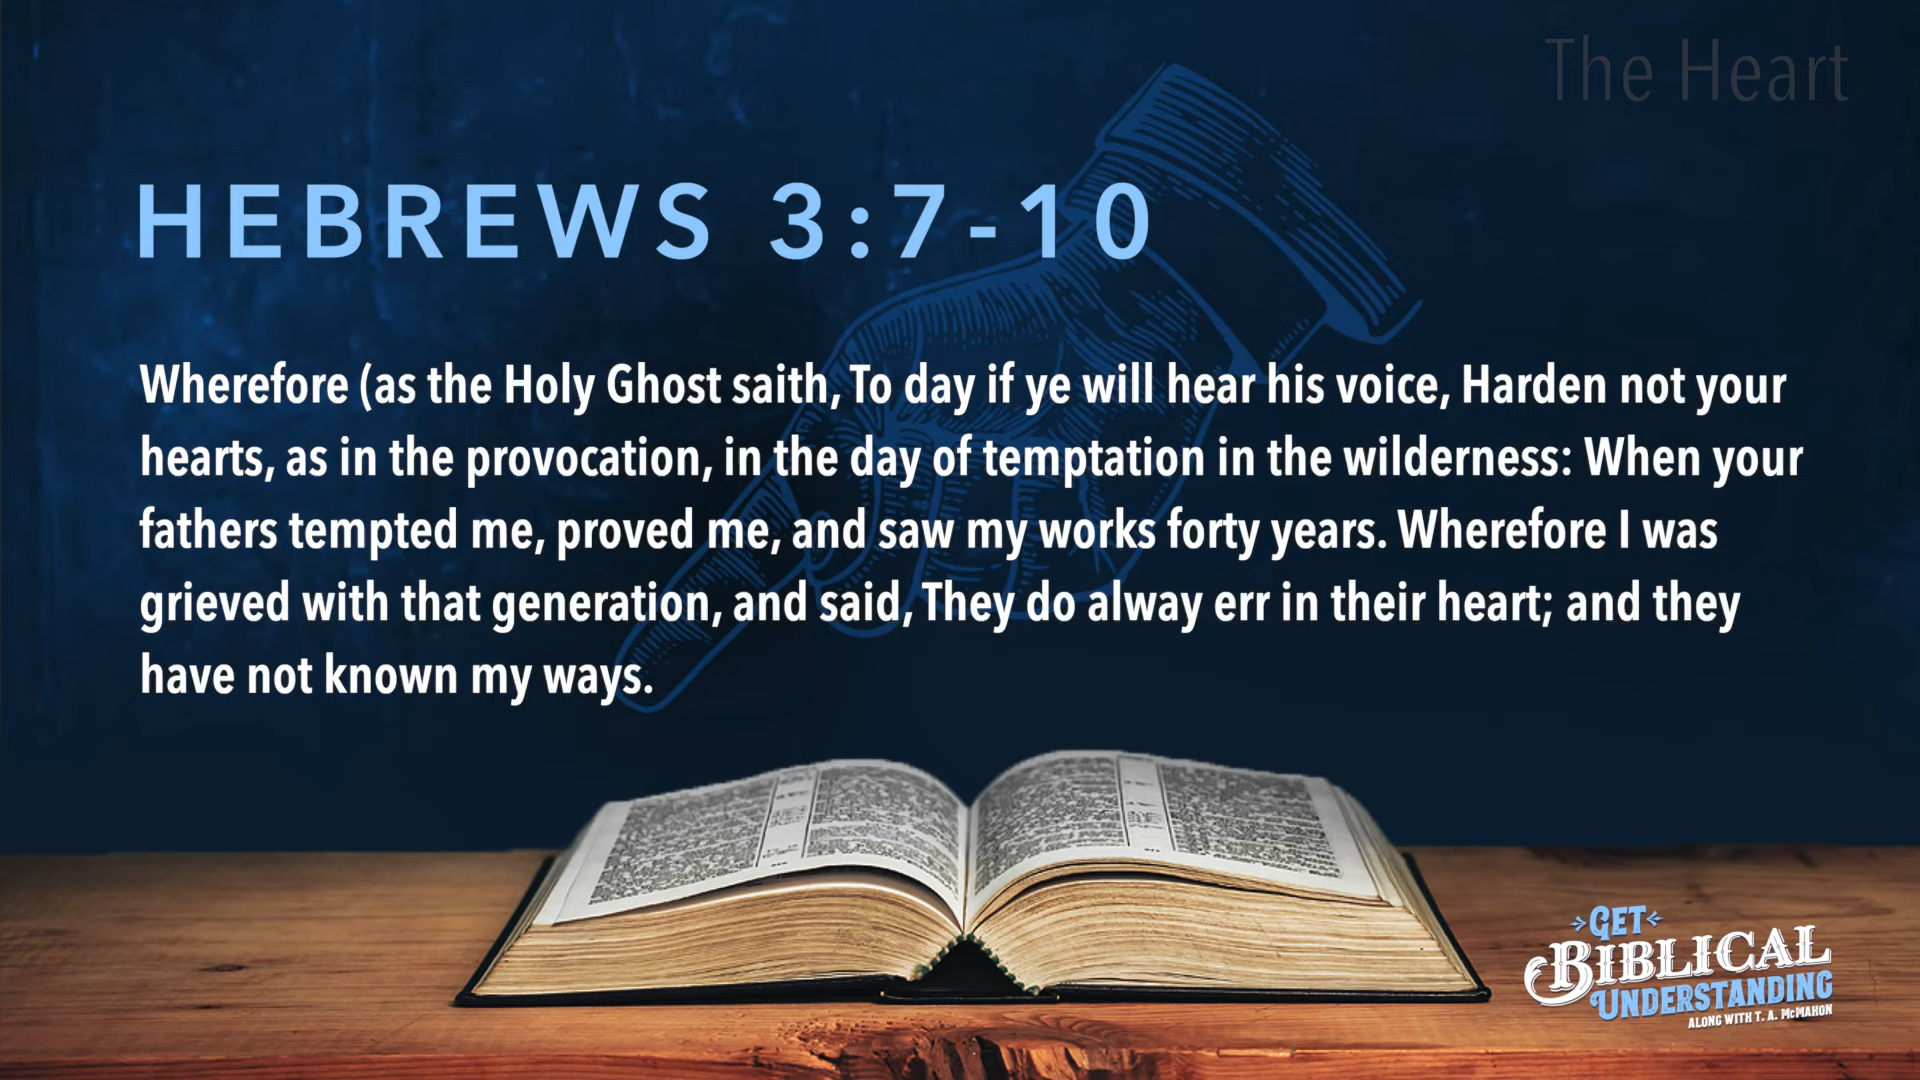 The Heart
HEBREWS 3:7-10
Wherefore (as the Holy Ghost saith, To day if ye will hear his voice, Harden not your
hearts, as in the provocation, in the day of temptation in the wilderness: When your
fathers tempted me, proved me, and saw my works forty years. Wherefore I was
grieved with that generation, and said, They do alway err in their heart; and they
have not known my ways.
GET
BIBLICAL
UNDERSTANDING
ALONG WITH T. A. McMAHON